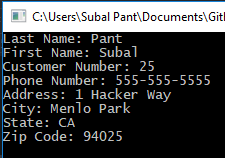 C:\Users\Subal Pant\Documents\Git
Last Name: Pant
First Name: Subal
Customer Number: 25
Phone Number: 555-555-5555
Address: 1 Hacker Way
City: Menlo Park
State: CA
Zip Code: 94025